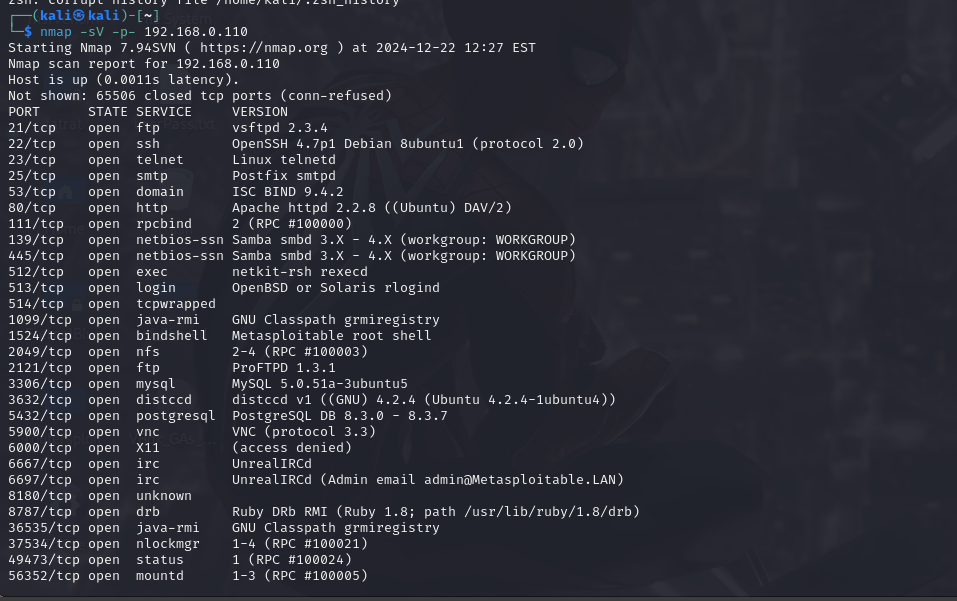 zsh: corrupt history file /home/kali/.zsh_history
┌──(kali㉿kali)-[~]
└─$ nmap -sV -p- 192.168.0.110
Starting Nmap 7.94SVN ( https://nmap.org ) at 2024-12-22 12:27 EST
Nmap scan report for 192.168.0.110
Host is up (0.0011s latency).
Not shown: 65506 closed tcp ports (conn-refused)
PORT      STATE SERVICE     VERSION
21/tcp    open  ftp         vsftpd 2.3.4
22/tcp    open  ssh         OpenSSH 4.7p1 Debian 8ubuntu1 (protocol 2.0)
23/tcp    open  telnet      Linux telnetd
25/tcp    open  smtp        Postfix smtpd
53/tcp    open  domain      ISC BIND 9.4.2
80/tcp    open  http        Apache httpd 2.2.8 ((Ubuntu) DAV/2)
111/tcp   open  rpcbind     2 (RPC #100000)
139/tcp   open  netbios-ssn Samba smbd 3.X - 4.X (workgroup: WORKGROUP)
445/tcp   open  netbios-ssn Samba smbd 3.X - 4.X (workgroup: WORKGROUP)
512/tcp   open  exec        netkit-rsh rexecd
513/tcp   open  login       OpenBSD or Solaris rlogind
514/tcp   open  tcpwrapped
1099/tcp  open  java-rmi    GNU Classpath grmiregistry
1524/tcp  open  bindshell   Metasploitable root shell
2049/tcp  open  nfs         2-4 (RPC #100003)
2121/tcp  open  ftp         ProFTPD 1.3.1
3306/tcp  open  mysql       MySQL 5.0.51a-3ubuntu5
3632/tcp  open  distccd     distccd v1 ((GNU) 4.2.4 (Ubuntu 4.2.4-1ubuntu4))
5432/tcp  open  postgresql  PostgreSQL DB 8.3.0 - 8.3.7
5900/tcp  open  vnc         VNC (protocol 3.3)
6000/tcp  open  X11         (access denied)
6667/tcp  open  irc         UnrealIRCd
6697/tcp  open  irc         UnrealIRCd (Admin email admin@Metasploitable.LAN)
8180/tcp  open  unknown
8787/tcp  open  drb         Ruby DRb RMI (Ruby 1.8; path /usr/lib/ruby/1.8/drb)
36535/tcp open  java-rmi    GNU Classpath grmiregistry
37534/tcp open  nlockmgr    1-4 (RPC #100021)
49473/tcp open  status      1 (RPC #100024)
56352/tcp open  mountd      1-3 (RPC #100005)